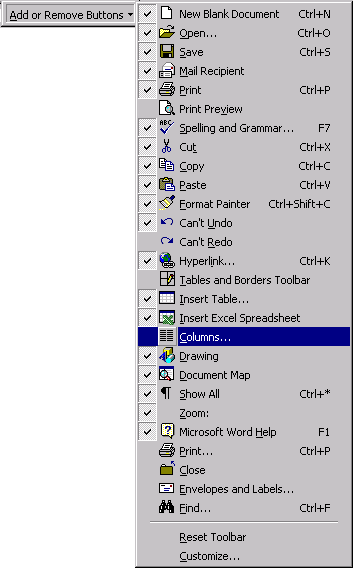 Add or Remove Buttons
New Blank Document Ctrl+N
Open... Ctrl+O
Save Ctrl+S
Mail Recipient
Print Ctrl+P
Print Preview
Spelling and Grammar... F7
Cut Ctrl+X
Copy Ctrl+C
Paste Ctrl+V
Format Painter Ctrl+Shift+C
Can't Undo
Can't Redo
Hyperlink... Ctrl+K
Tables and Borders Toolbar
Insert Table...
Insert Excel Spreadsheet
Columns...
Drawing
Document Map
Show All Ctrl+*
Zoom:
Microsoft Word Help F1
Print... Ctrl+P
Close
Envelopes and Labels...
Find... Ctrl+F
Reset Toolbar
Customize...